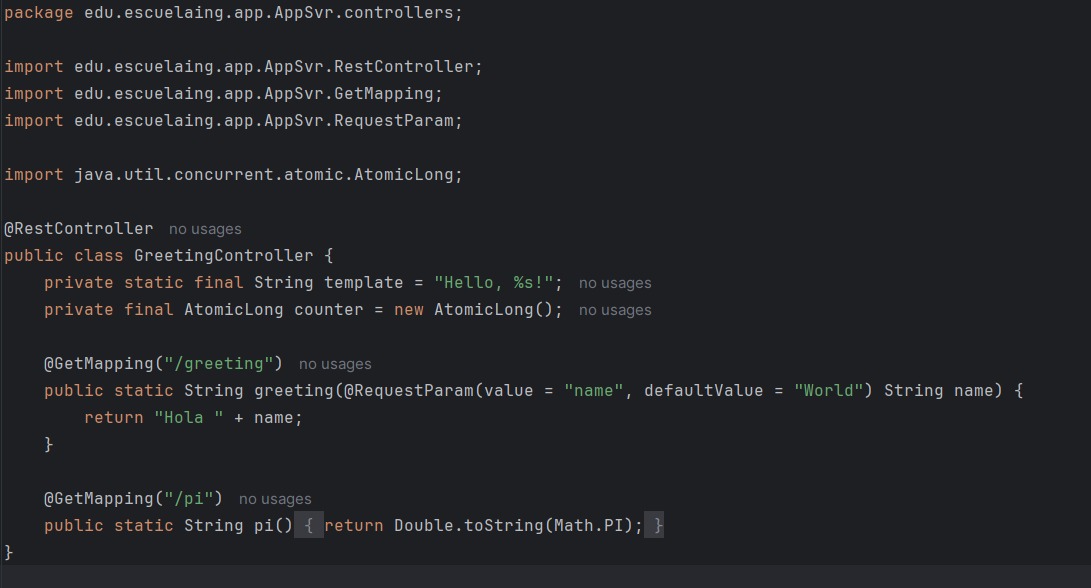 package edu.escuelaing.app.AppSvr.controllers;
import edu.escuelaing.app.AppSvr.RestController;
import edu.escuelaing.app.AppSvr.GetMapping;
import edu.escuelaing.app.AppSvr.RequestParam;
import java.util.concurrent.atomic.AtomicLong;
@RestController no usages
public class GreetingController {
private static final String template = "Hello, %s!"; no usages
private final AtomicLong counter = new AtomicLong(); no usages
@GetMapping("/greeting") no usages
public static String greeting(@RequestParam(value = "name", defaultValue = "World") String name) {
return "Hola " + name;
}
@GetMapping("/pi") no usages
public static String pi() { return Double.toString(Math.PI); }
}